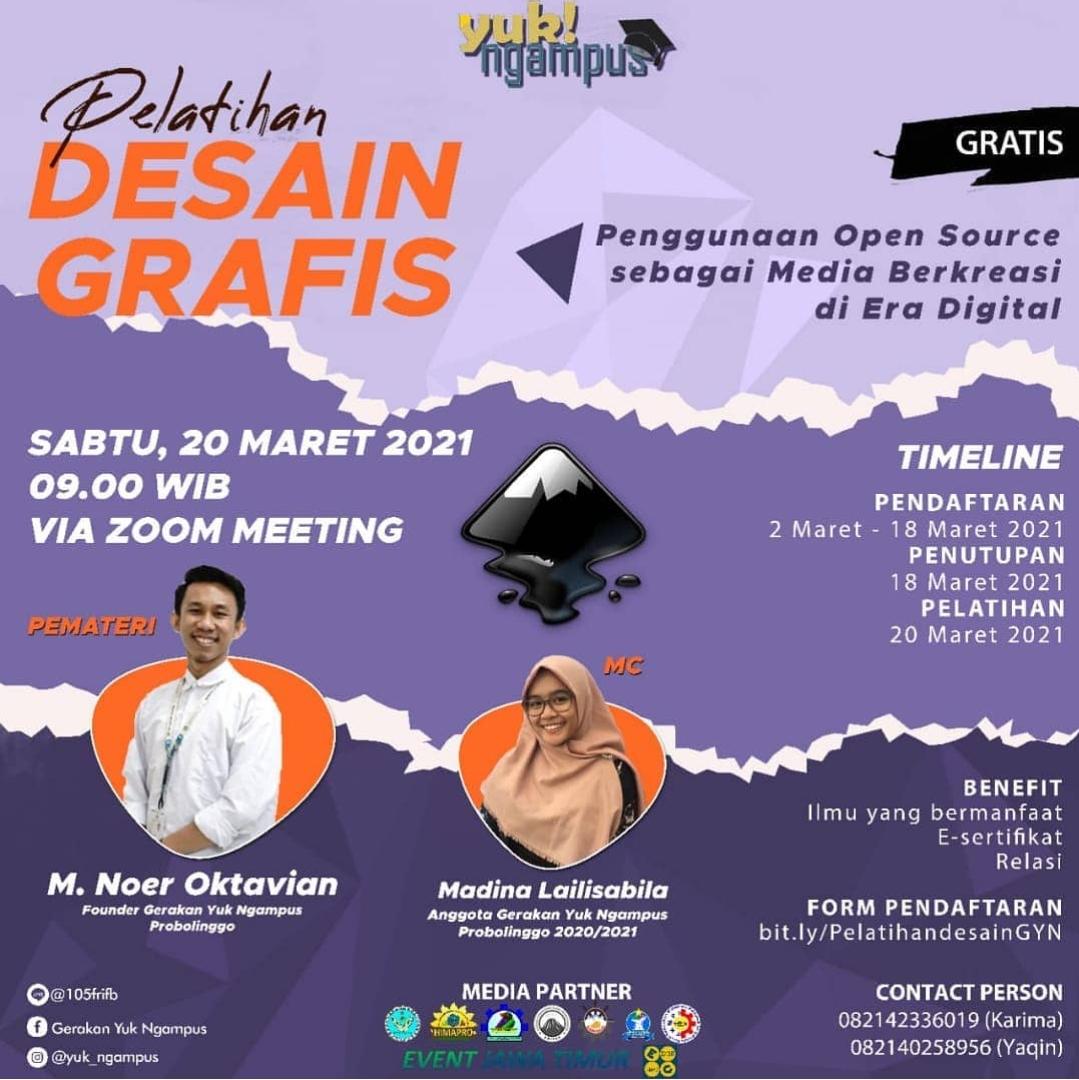 yuk!
ngampus
Pelatihan
DESAIN
GRAFIS
GRATIS
Penggunaan Open Source
sebagai Media Berkreasi
di Era Digital
SABTU, 20 MARET 2021
09.00 WIB
VIA ZOOM MEETING
TIMELINE
PENDAFTARAN
2 Maret - 18 Maret 2021
PENUTUPAN
18 Maret 2021
PELATIHAN
20 Maret 2021
PEMATERI
MC
M. Noer Oktavian
Founder Gerakan Yuk Ngampus
Probolinggo
Madina Lailisabila
Anggota Gerakan Yuk Ngampus
Probolinggo 2020/2021
BENEFIT
Ilmu yang bermanfaat
E-sertifikat
Relasi
FORM PENDAFTARAN
bit.ly/PelatihandesainGYN
@105frifb
Gerakan Yuk Ngampus
@yuk_ngampus
MEDIA PARTNER
HIMAPRO
EVENT JAWA TIMUR
CONTACT PERSON
082142336019 (Karima)
082140258956 (Yaqin)